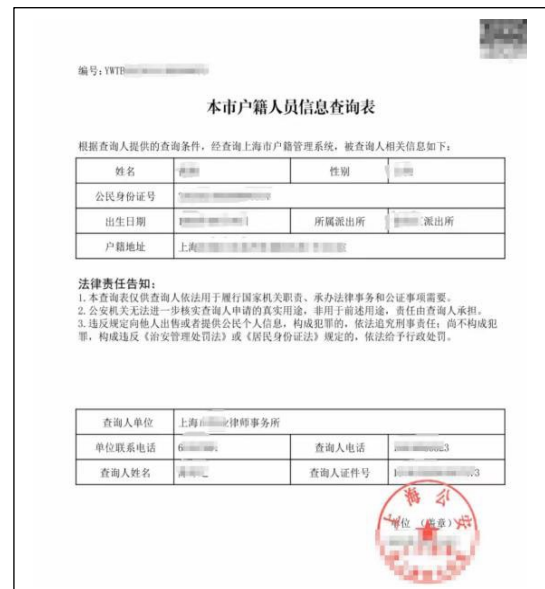 编号：YWTB
本市户籍人员信息查询表
根据查询人提供的查询条件，经查询上海市户籍管理系统，被查询人相关信息如下：
姓名 性别
公民身份证号
出生日期 所属派出所 派出所
户籍地址 上海
法律责任告知：
1.本查询表仅供查询人依法用于履行国家机关职责、承办法律事务和公证事项需要。
2.公安机关无法进一步核实查询人申请的真实用途，非用于前述用途，责任由查询人承担。
3.违反规定向他人出售或者提供公民个人信息，构成犯罪的，依法追究刑事责任；尚不构成犯
罪，构成违反《治安管理处罚法》或《居民身份证法》规定的，依法给予行政处罚。
查询人单位 上海 律师事务所
单位联系电话 6 查询人电话 23
查询人姓名 查询人证件号 1 73
上海公安
单位（盖章）